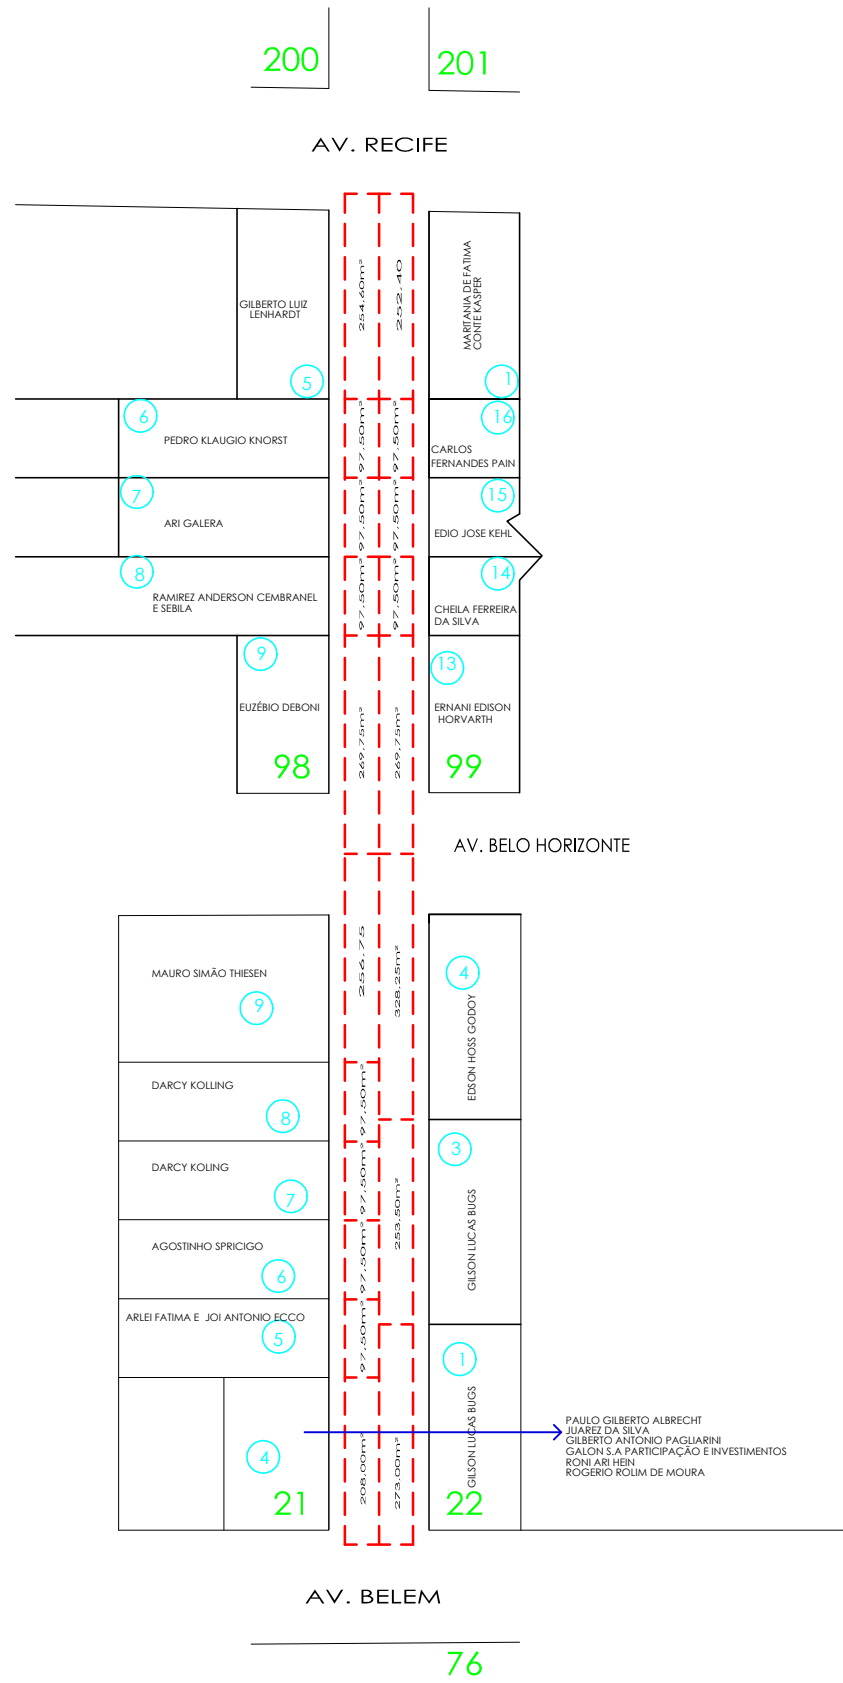 200
201
AV. RECIFE
GILBERTO LUIZ
LENHARDT
5
254.60m²
252.40
MARITANIA DE FATIMA
CONTE KASPER
1
6
PEDRO KLAUGIO KNORST
97.50m²
97.50m²
16
CARLOS
FERNANDES PAIN
7
ARI GALERA
97.50m²
97.50m²
15
EDIO JOSE KEHL
8
RAMIREZ ANDERSON CEMBRANEL
E SEBILA
97.50m²
97.50m²
14
CHEILA FERREIRA
DA SILVA
9
EUZÉBIO DEBONI
98
269.75m²
269.75m²
13
ERNANI EDISON
HORVARTH
99
AV. BELO HORIZONTE
MAURO SIMÃO THIESEN
9
256.75
328.25m²
4
EDSON HOSS GODOY
DARCY KOLLING
8
97.50m²
DARCY KOLING
7
97.50m²
253.50m²
3
GILSON LUCAS BUGS
AGOSTINHO SPRICIGO
6
97.50m²
ARLEI FATIMA E JOI ANTONIO ECCO
5
97.50m²
4
21
208.00m²
273.00m²
1
GILSON LUCAS BUGS
22
PAULO GILBERTO ALBRECHT
JUAREZ DA SILVA
GILBERTO ANTONIO PAGLIARINI
GALON S.A PARTICIPAÇÃO E INVESTIMENTOS
RONI ARI HEIN
ROGERIO ROLIM DE MOURA
AV. BELEM
76